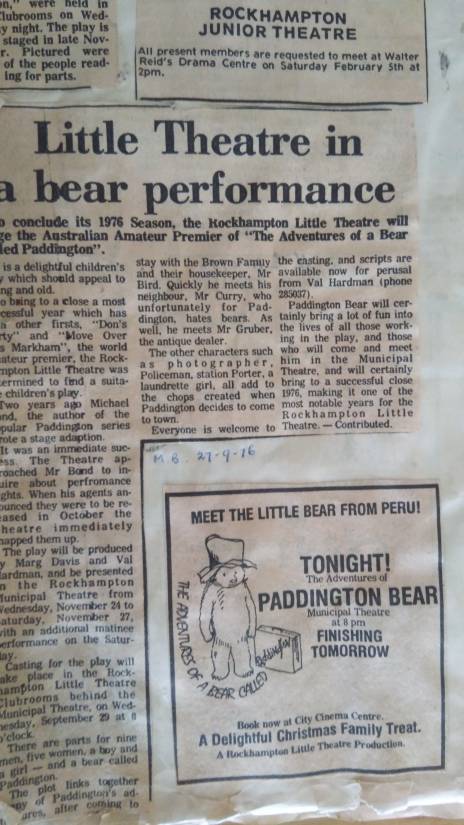 on," were held in
lubrooms on Wed-
y night. The play is
staged in late Nov-
r. Pictured were
of the people read-
ing for parts.
ROCKHAMPTON
JUNIOR THEATRE
All present members are requested to meet at Walter
Reid's Drama Centre on Saturday February 5th at
2pm.
Little Theatre in
a bear performance
o conclude its 1976 Season, the Rockhampton Little Theatre will
ge the Australian Amateur Premier of "The Adventures of a Bear
led Paddington".
is a delightful children's
y which should appeal to
ng and old.
o bring to a close a most
cessful year which has
a other firsts, "Don's
rty" and "Move Over
s Markham", the world
ateur premier, the Rock-
mpton Little Theatre was
ermined to find a suita-
e children's play.
Two years ago Michael
ond, the author of the
opular Paddington series
rote a stage adaption.
It was an immediate suc-
ess. The Theatre ap-
roached Mr Bond to in-
uire about perfromance
ghts. When his agents an-
ounced they were to be re-
eased in October the
heatre immediately
napped them up.
The play will be produced
y Marg Davis and Val
ardman, and be presented
n the Rockhampton
unicipal Theatre from
Wednesday, November 24 to
aturday, November 27,
with an additional matinee
erformance on the Satur-
lay.
Casting for the play will
ake place in the Rock-
hampton Little Theatre
lubrooms behind the
Municipal Theatre, on Wed-
nesday, September 29 at 8
o'clock.
There are parts for nine
men, five women, a boy and
a girl — and a bear called
Paddington.
The plot links together
ny of Paddington's ad-
ures, after coming to
stay with the Brown Family
and their housekeeper, Mr
Bird. Quickly he meets his
neighbour, Mr Curry, who
unfortunately for Pad-
dington, hates bears. As
well, he meets Mr Gruber,
the antique dealer.
The other characters such
as photographer,
Policeman, station Porter, a
laundrette girl, all add to
the chops created when
Paddington decides to come
to town.
Everyone is welcome to
the casting, and scripts are
available now for perusal
from Val Hardman (phone
285037).
Paddington Bear will cer-
tainly bring a lot of fun into
the lives of all those work-
ing in the play, and those
who will come and meet
him in the Municipal
Theatre, and will certainly
bring to a successful close
1976, making it one of the
most notable years for the
Rockhampton Little
Theatre. — Contributed.
M.B. 27-9-76
MEET THE LITTLE BEAR FROM PERU!
THE ADVENTURES OF A BEAR CALLED
Paddington
TONIGHT!
The Adventures of
PADDINGTON BEAR
Municipal Theatre
at 8 pm
FINISHING
TOMORROW
Book now at City Cinema Centre.
A Delightful Christmas Family Treat.
A Rockhampton Little Theatre Production.